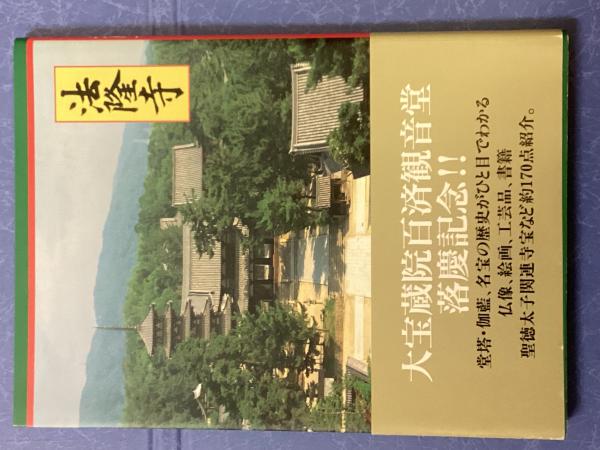 法隆寺
大宝蔵院百済観音堂
落慶記念!!
堂塔・伽藍、名宝の歴史がひと目でわかる
仏像、絵画、工芸品、書籍
聖徳太子関連寺宝など約170点紹介。